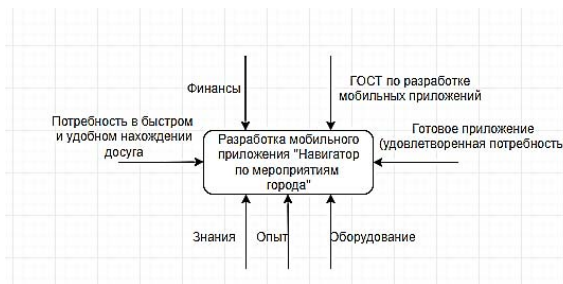 Финансы
ГОСТ по разработке
мобильных приложений
Потребность в быстром
и удобном нахождении
досуга
Разработка мобильного
приложения "Навигатор
по мероприятиям
города"
Готовое приложение
(удовлетворенная потребность
Знания
Опыт
Оборудование